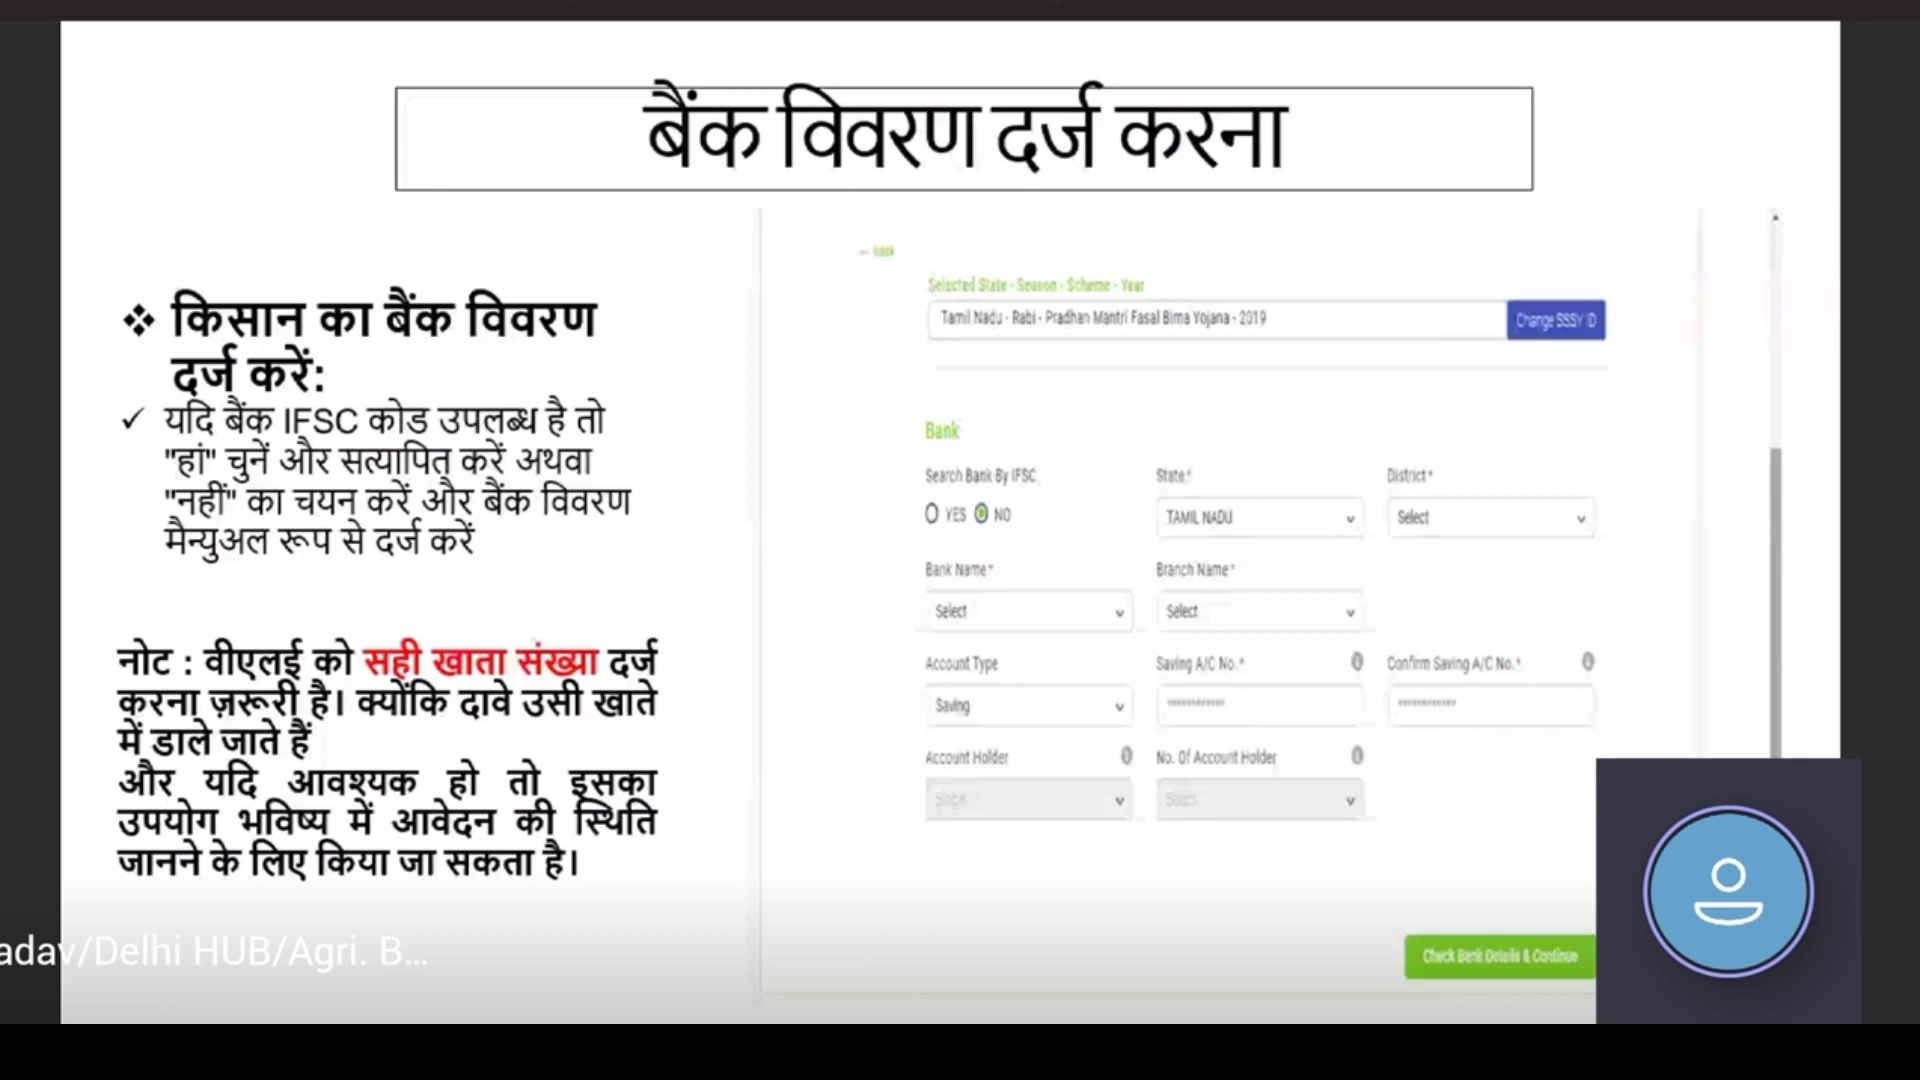 बैंक विवरण दर्ज करना
❖ किसान का बैंक विवरण
दर्ज करें:
✓ यदि बैंक IFSC कोड उपलब्ध है तो
"हां" चुनें और सत्यापित करें अथवा
"नहीं" का चयन करें और बैंक विवरण
मैन्युअल रूप से दर्ज करें
नोट : वीएलई को सही खाता संख्या दर्ज
करना ज़रूरी है। क्योंकि दावे उसी खाते
में डाले जाते हैं
और यदि आवश्यक हो तो इसका
उपयोग भविष्य में आवेदन की स्थिति
जानने के लिए किया जा सकता है।
adav/Delhi HUB/Agri. B...
← Back
Selected State - Season - Scheme - Year
Tamil Nadu - Rabi - Pradhan Mantri Fasal Bima Yojana - 2019
Change SSSY ID
Bank
Search Bank By IFSC State* District*
YES NO TAMIL NADU Select
Bank Name* Branch Name*
Select Select
Account Type Saving A/C No.* Confirm Saving A/C No.*
Saving ************ ************
Account Holder No. Of Account Holder
Single Select
Check Bank Details & Continue